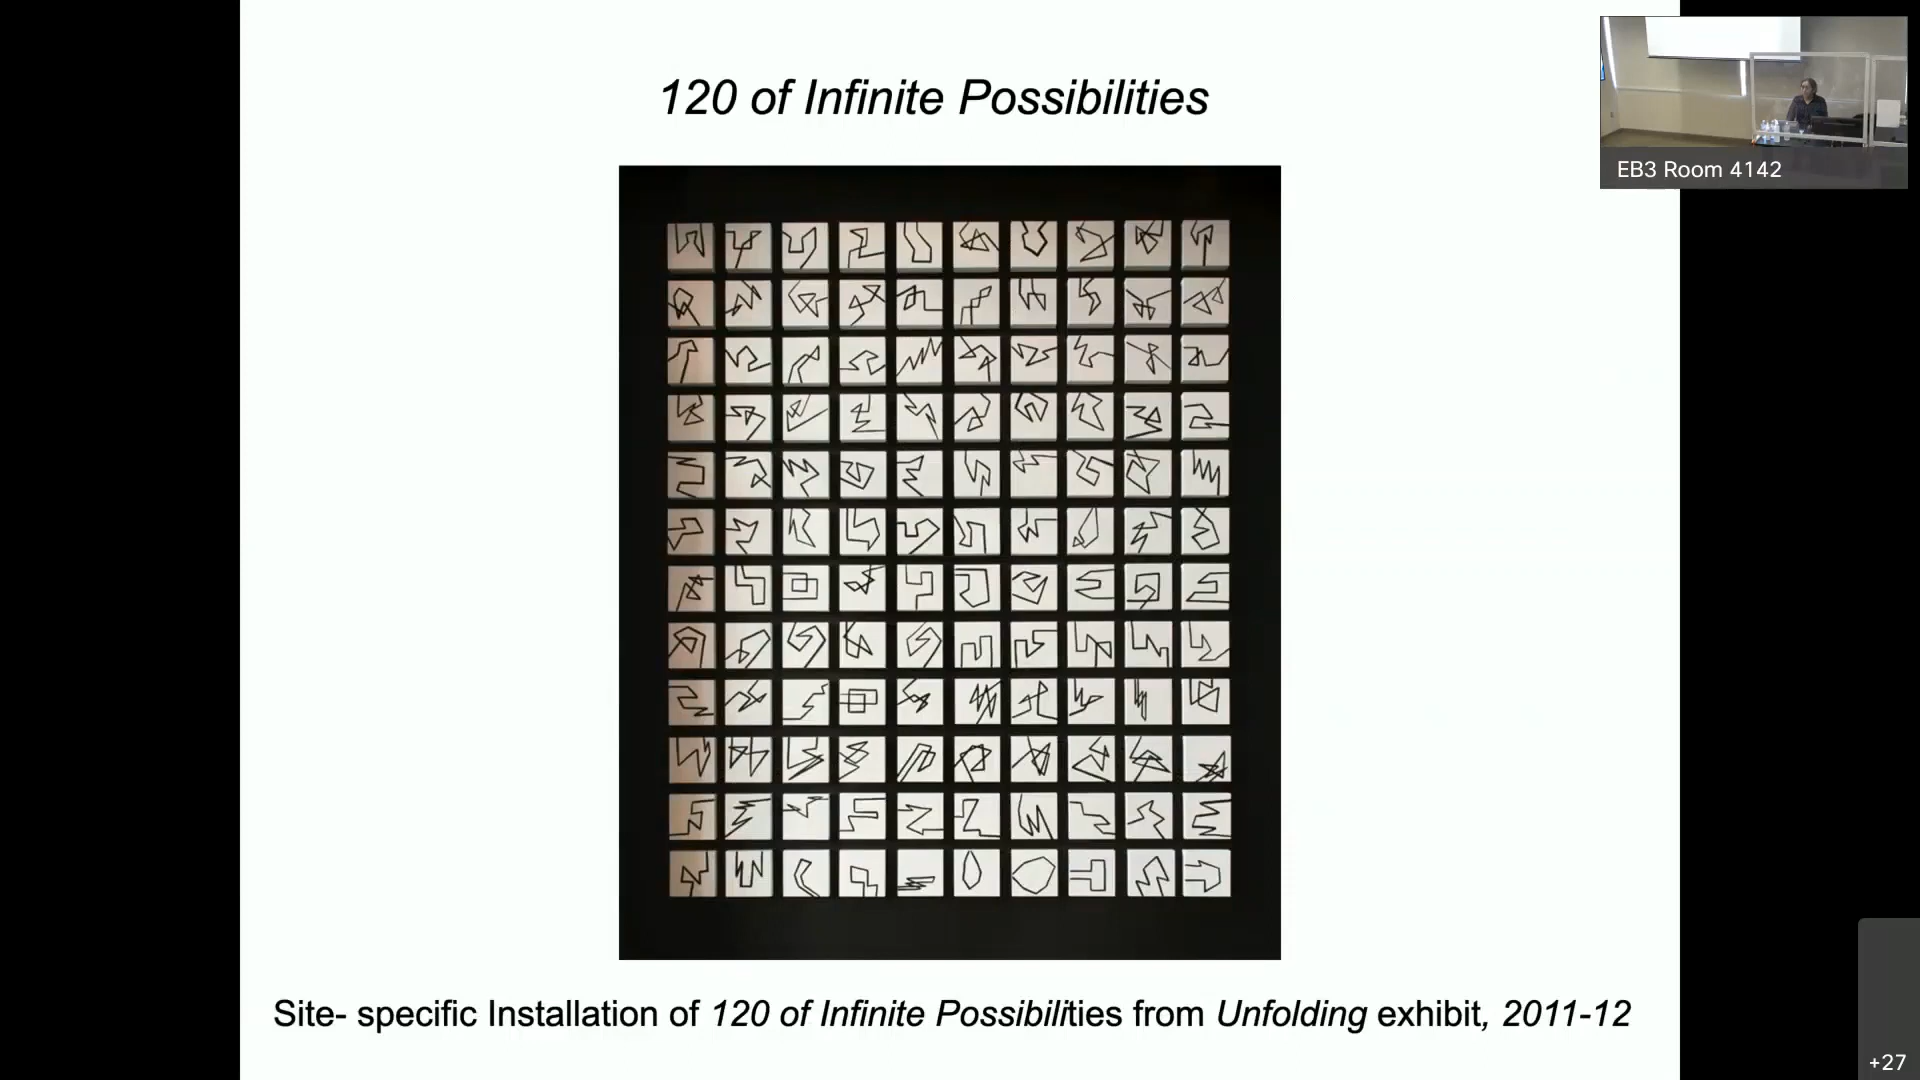 120 of Infinite Possibilities
EB3 Room 4142
Site- specific Installation of 120 of Infinite Possibilities from Unfolding exhibit, 2011-12
+27